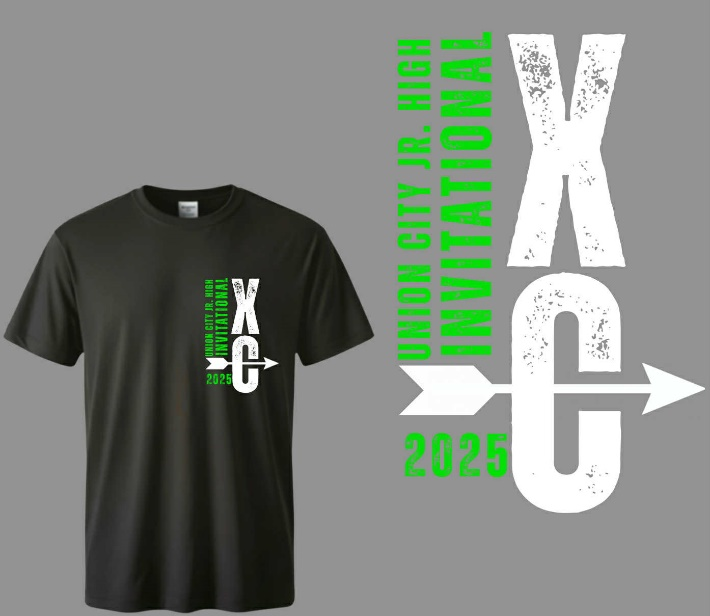 UNION CITY JR. HIGH
INVITATIONAL
XC
2025
UNION CITY JR. HIGH
INVITATIONAL
XC
2025